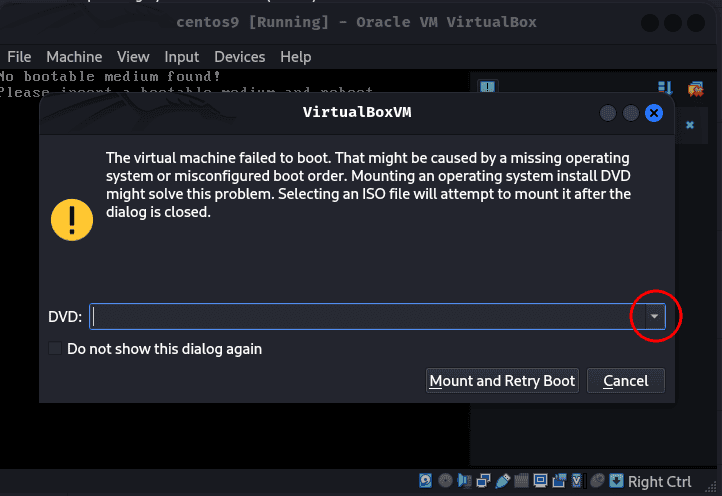 centos9 [Running] - Oracle VM VirtualBox
File Machine View Input Devices Help
No bootable medium found!
Please insert a bootable medium and reboot
VirtualBoxVM
The virtual machine failed to boot. That might be caused by a missing operating
system or misconfigured boot order. Mounting an operating system install DVD
might solve this problem. Selecting an ISO file will attempt to mount it after the
dialog is closed.
DVD:
Do not show this dialog again
Mount and Retry Boot Cancel
Right Ctrl